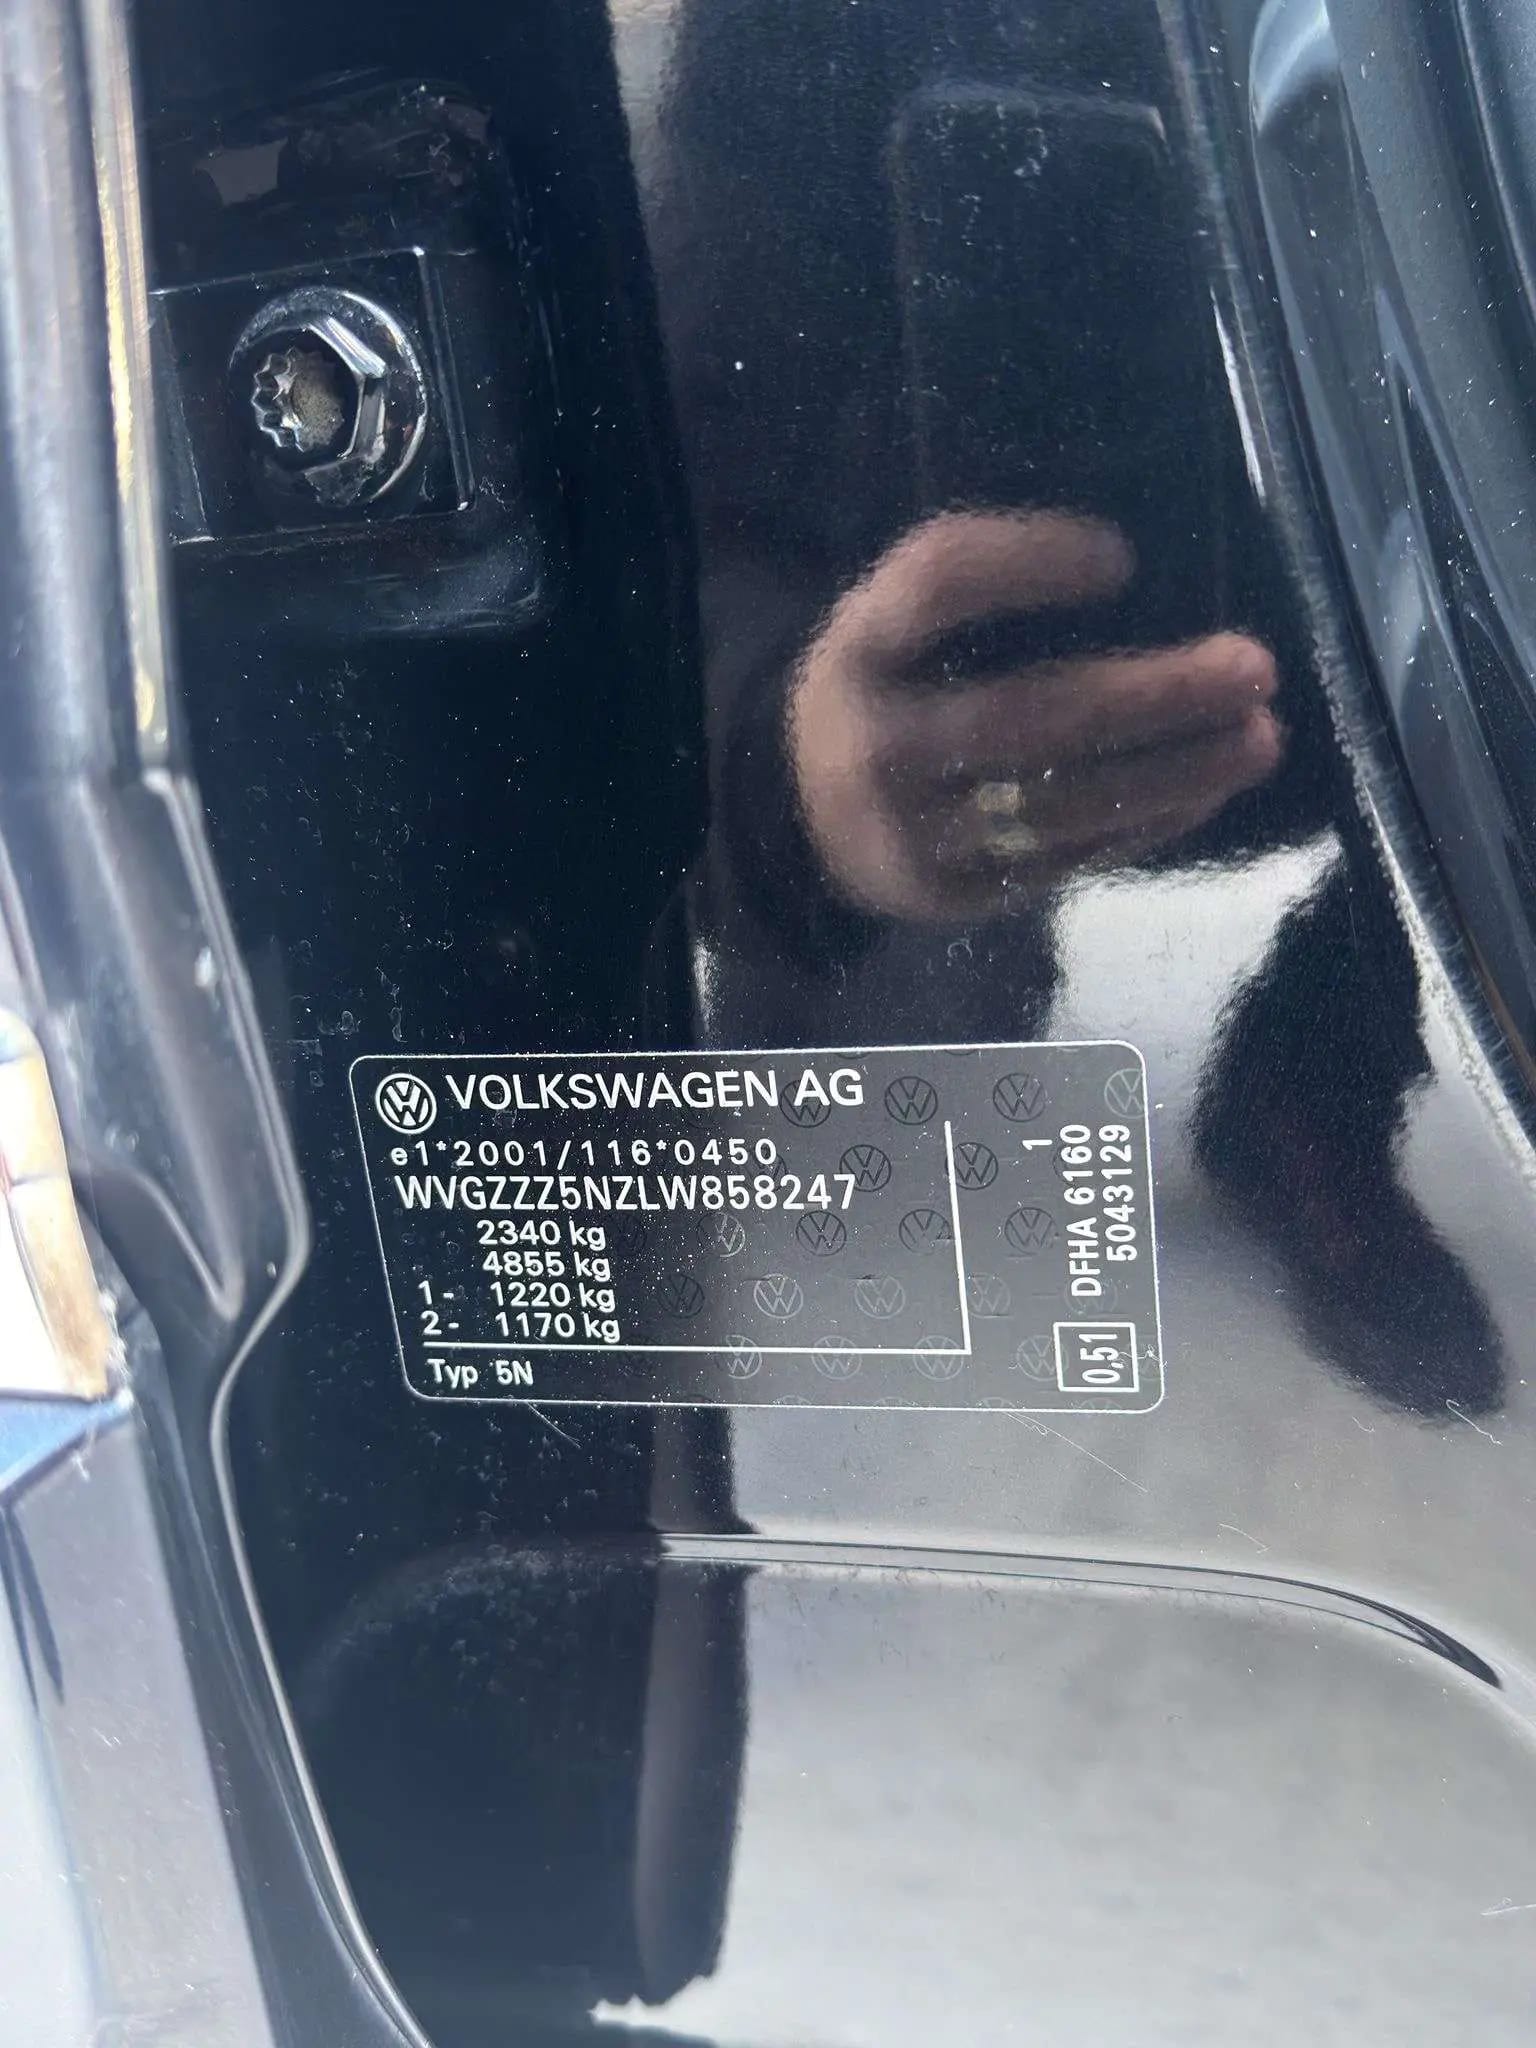 VOLKSWAGEN AG
e1*2001/116*0450
WVGZZZ5NZLW858247
2340 kg
4855 kg
1- 1220 kg
2- 1170 kg
Typ 5N
1
DFHA 6160
5043129
0,51